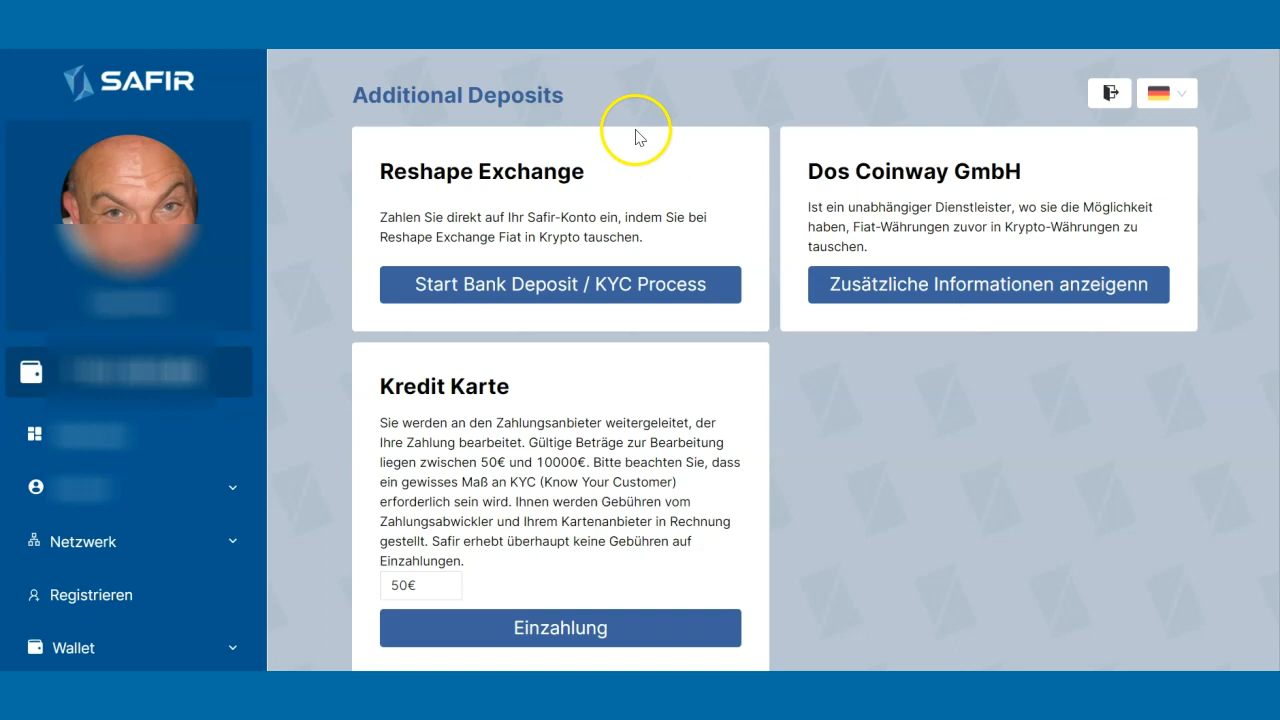 SAFIR
Netzwerk
Registrieren
Wallet
Additional Deposits
Reshape Exchange
Zahlen Sie direkt auf Ihr Safir-Konto ein, indem Sie bei
Reshape Exchange Fiat in Krypto tauschen.
Start Bank Deposit / KYC Process
Dos Coinway GmbH
Ist ein unabhängiger Dienstleister, wo sie die Möglichkeit
haben, Fiat-Währungen zuvor in Krypto-Währungen zu
tauschen.
Zusätzliche Informationen anzeigenn
Kredit Karte
Sie werden an den Zahlungsanbieter weitergeleitet, der
Ihre Zahlung bearbeitet. Gültige Beträge zur Bearbeitung
liegen zwischen 50€ und 10000€. Bitte beachten Sie, dass
ein gewisses Maß an KYC (Know Your Customer)
erforderlich sein wird. Ihnen werden Gebühren vom
Zahlungsabwickler und Ihrem Kartenanbieter in Rechnung
gestellt. Safir erhebt überhaupt keine Gebühren auf
Einzahlungen.
50€
Einzahlung